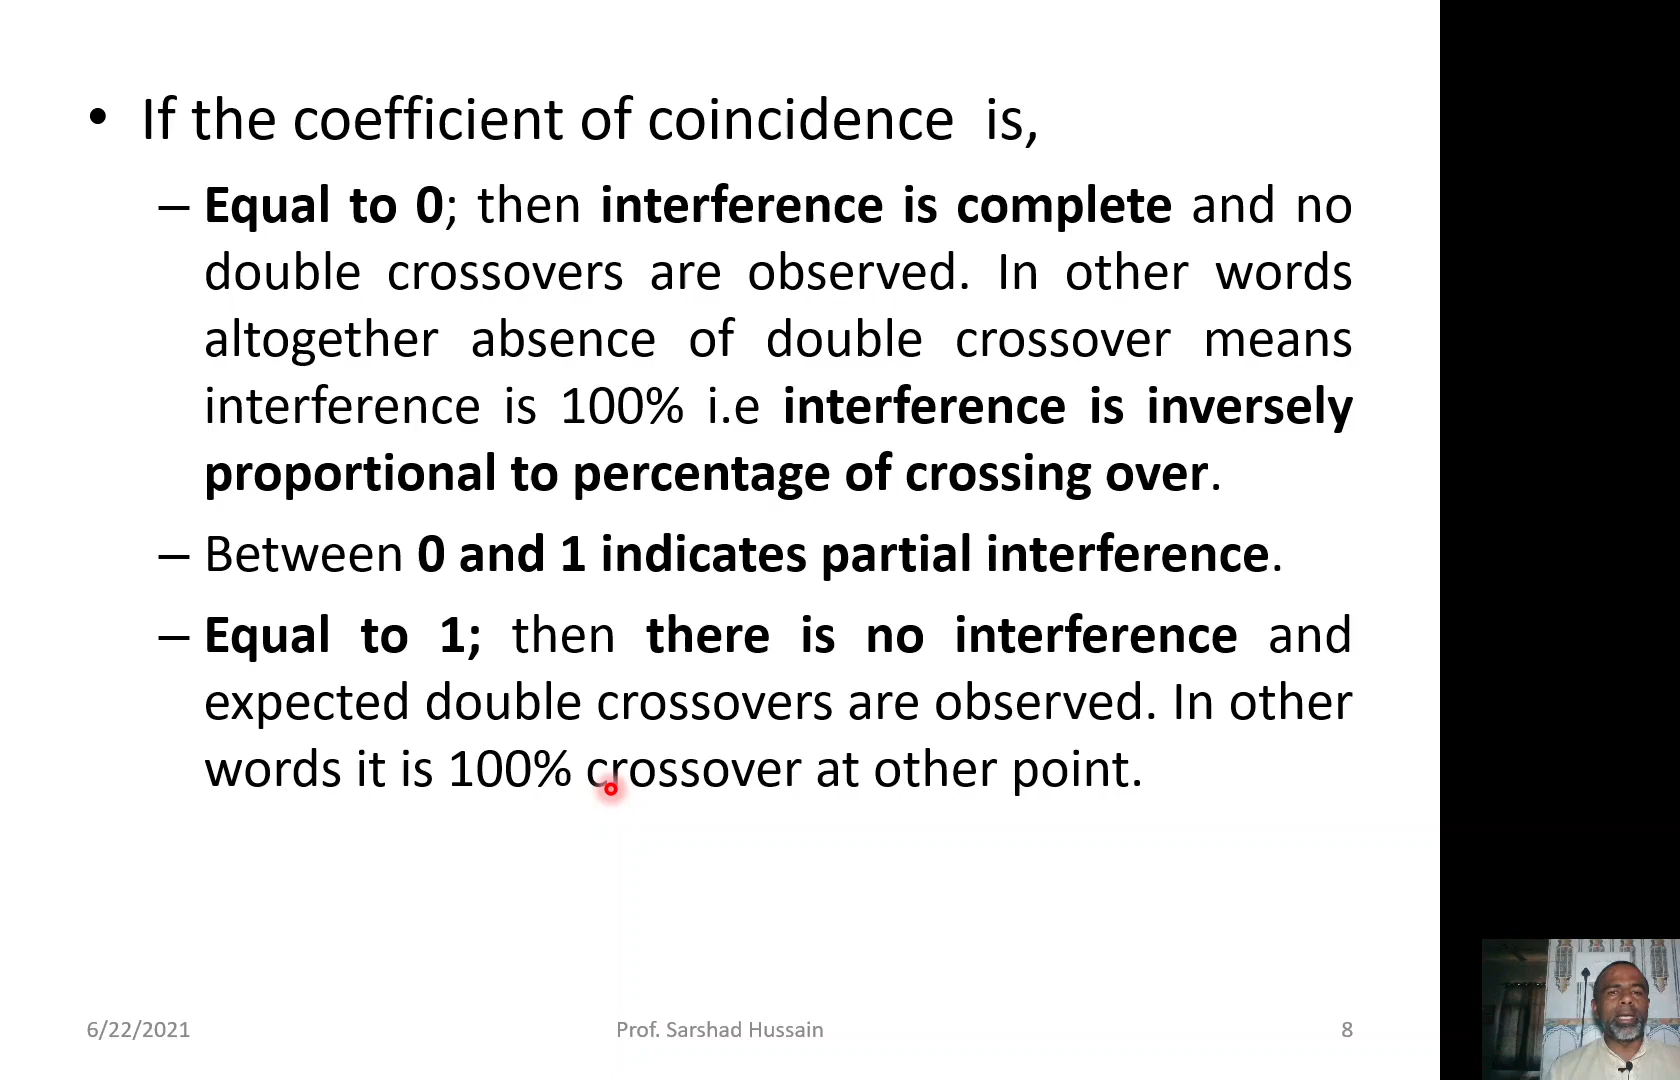 • If the coefficient of coincidence is,
– Equal to 0; then interference is complete and no
double crossovers are observed. In other words
altogether absence of double crossover means
interference is 100% i.e interference is inversely
proportional to percentage of crossing over.
– Between 0 and 1 indicates partial interference.
– Equal to 1; then there is no interference and
expected double crossovers are observed. In other
words it is 100% crossover at other point.
6/22/2021
Prof. Sarshad Hussain
8